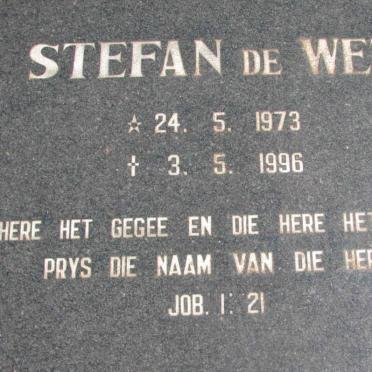 STEFAN DE WE
☆ 24. 5. 1973
✝ 3. 5. 1996
HERE HET GEGEE EN DIE HERE HET
PRYS DIE NAAM VAN DIE HER
JOB. 1: 21